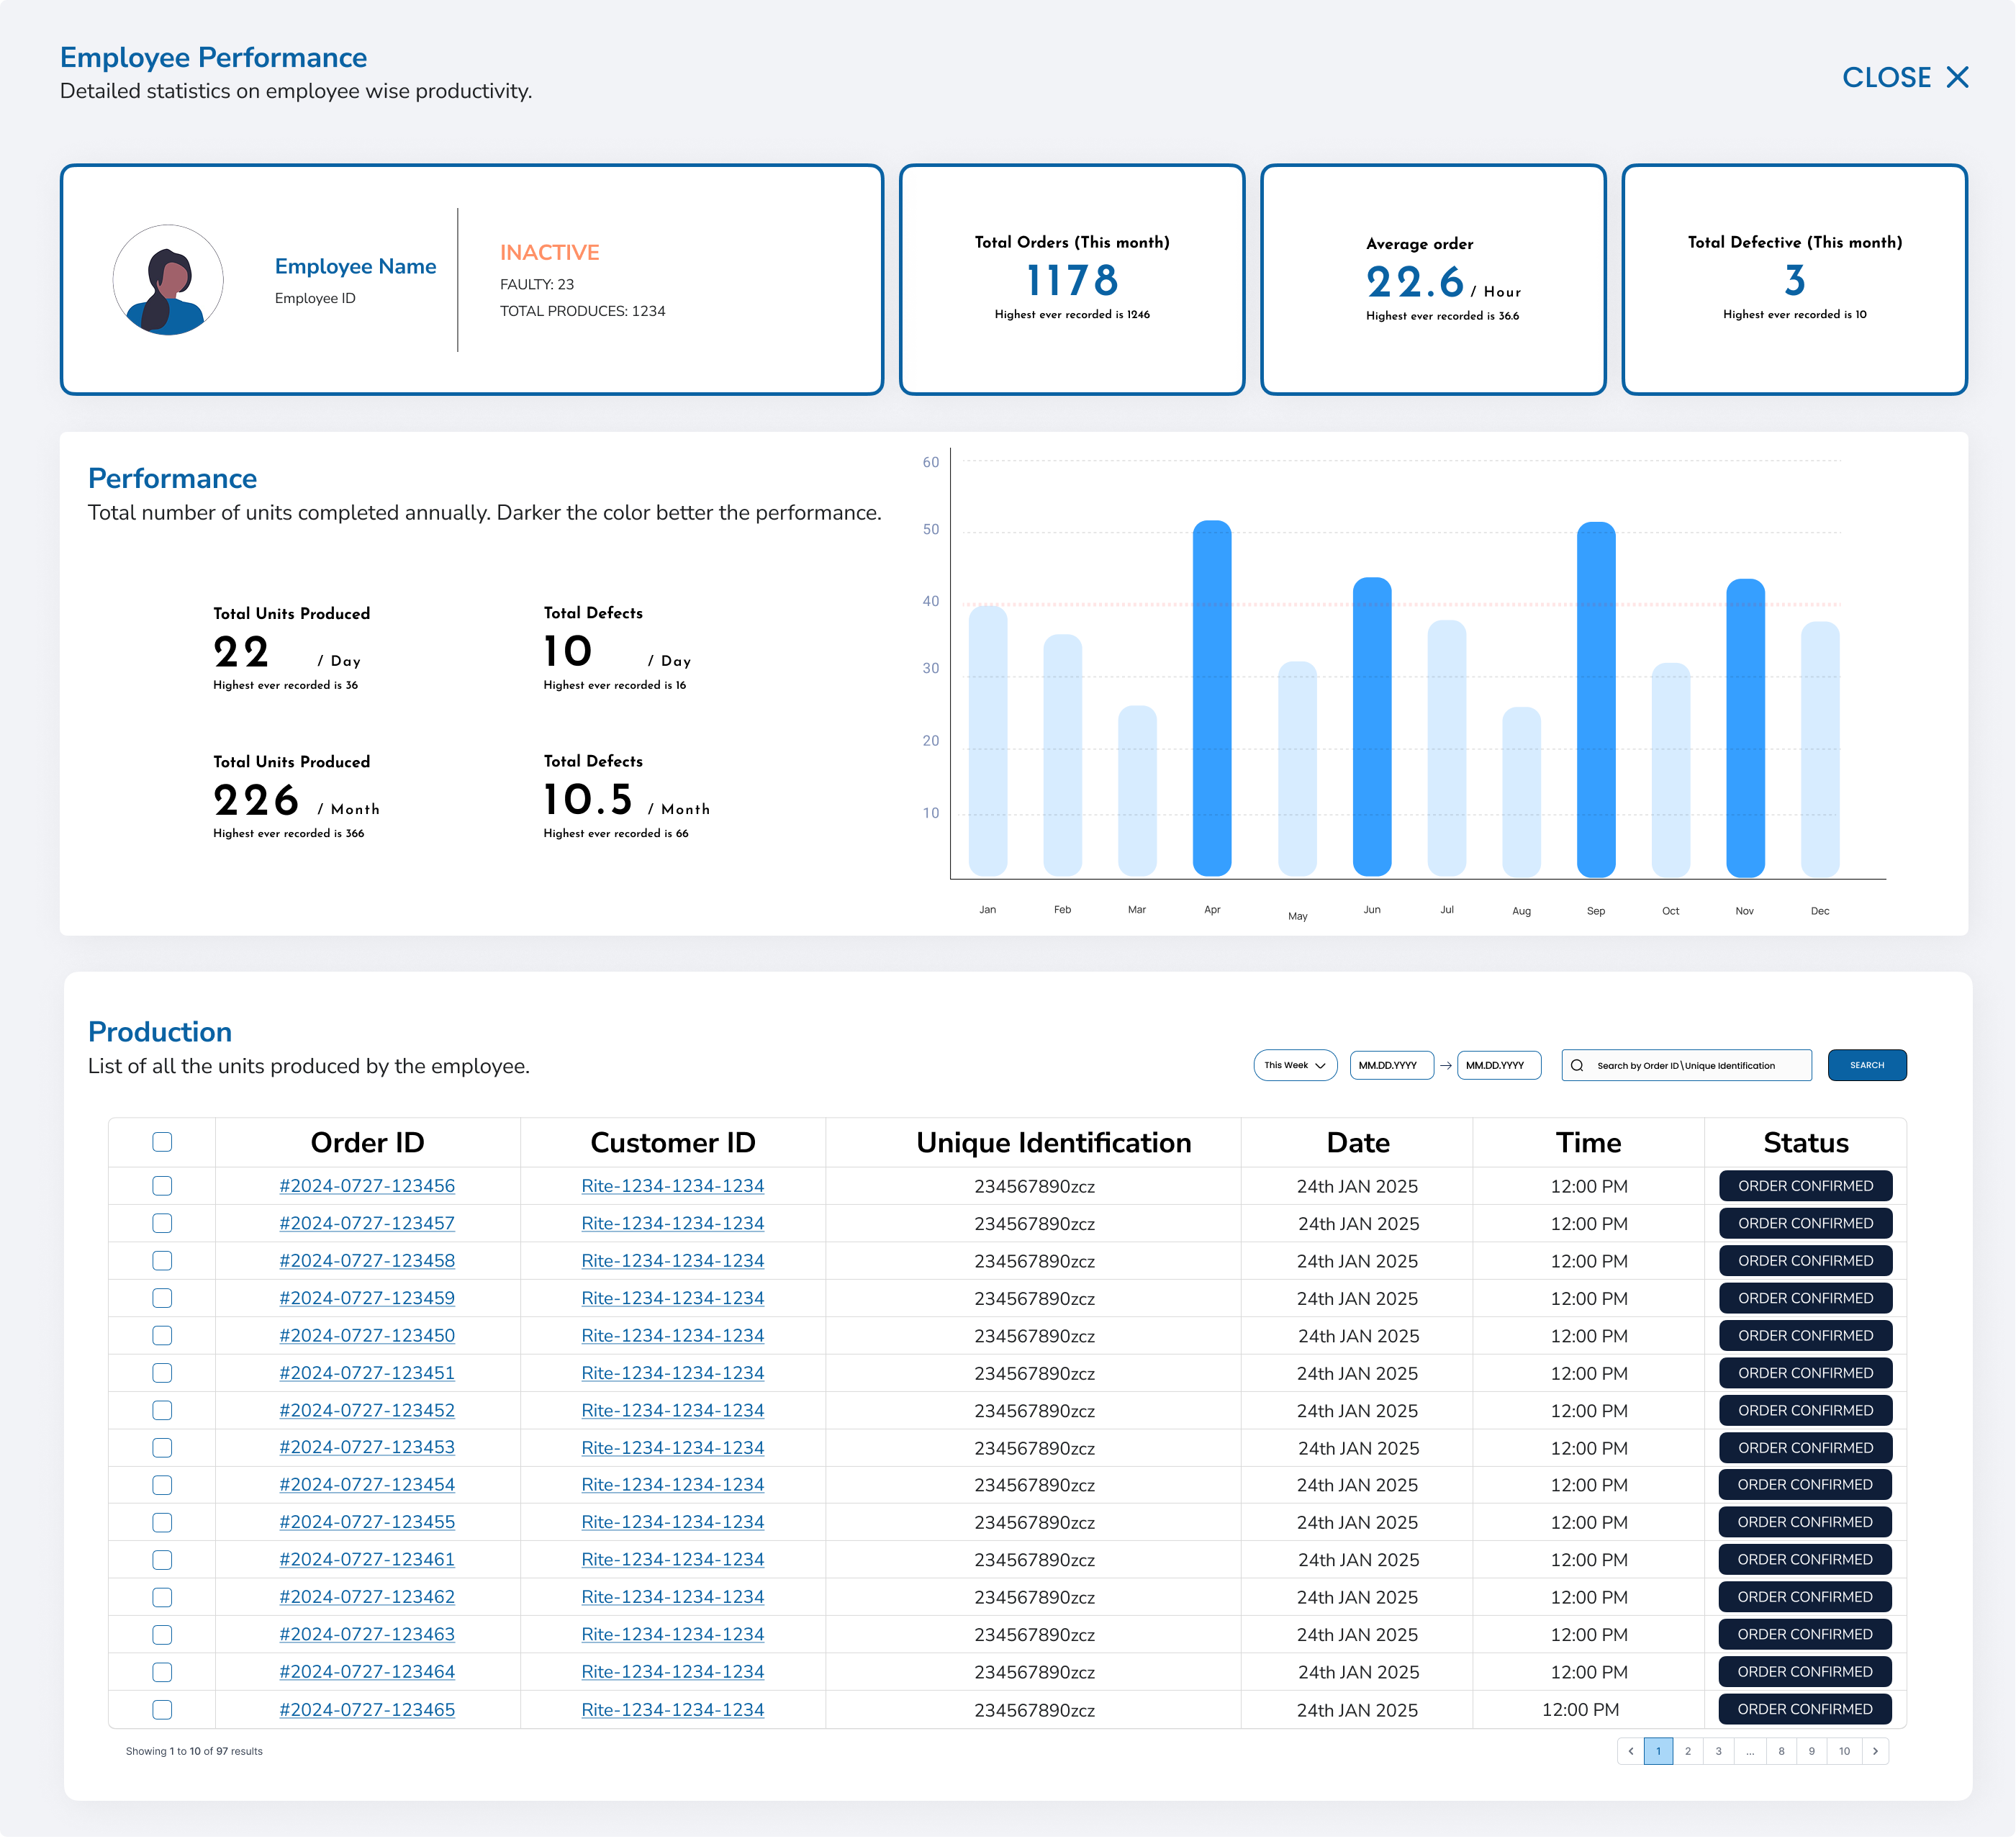 Employee Performance
Detailed statistics on employee wise productivity.
CLOSE
Employee Name
Employee ID
INACTIVE
FAULTY: 23
TOTAL PRODUCES: 1234
Total Orders (This month)
1178
Highest ever recorded is 1246
Average order
22.6 / Hour
Highest ever recorded is 36.6
Total Defective (This month)
3
Highest ever recorded is 10
Performance
Total number of units completed annually. Darker the color better the performance.
Total Units Produced
22 / Day
Highest ever recorded is 36
Total Defects
10 / Day
Highest ever recorded is 16
Total Units Produced
226 / Month
Highest ever recorded is 366
Total Defects
10.5 / Month
Highest ever recorded is 66
60
50
40
30
20
10
Jan Feb Mar Apr May Jun Jul Aug Sep Oct Nov Dec
Production
List of all the units produced by the employee.
This Week MM.DD.YYYY → MM.DD.YYYY Search by Order ID\Unique Identification SEARCH
Order ID Customer ID Unique Identification Date Time Status
#2024-0727-123456 Rite-1234-1234-1234 234567890zcz 24th JAN 2025 12:00 PM ORDER CONFIRMED
#2024-0727-123457 Rite-1234-1234-1234 234567890zcz 24th JAN 2025 12:00 PM ORDER CONFIRMED
#2024-0727-123458 Rite-1234-1234-1234 234567890zcz 24th JAN 2025 12:00 PM ORDER CONFIRMED
#2024-0727-123459 Rite-1234-1234-1234 234567890zcz 24th JAN 2025 12:00 PM ORDER CONFIRMED
#2024-0727-123450 Rite-1234-1234-1234 234567890zcz 24th JAN 2025 12:00 PM ORDER CONFIRMED
#2024-0727-123451 Rite-1234-1234-1234 234567890zcz 24th JAN 2025 12:00 PM ORDER CONFIRMED
#2024-0727-123452 Rite-1234-1234-1234 234567890zcz 24th JAN 2025 12:00 PM ORDER CONFIRMED
#2024-0727-123453 Rite-1234-1234-1234 234567890zcz 24th JAN 2025 12:00 PM ORDER CONFIRMED
#2024-0727-123454 Rite-1234-1234-1234 234567890zcz 24th JAN 2025 12:00 PM ORDER CONFIRMED
#2024-0727-123455 Rite-1234-1234-1234 234567890zcz 24th JAN 2025 12:00 PM ORDER CONFIRMED
#2024-0727-123461 Rite-1234-1234-1234 234567890zcz 24th JAN 2025 12:00 PM ORDER CONFIRMED
#2024-0727-123462 Rite-1234-1234-1234 234567890zcz 24th JAN 2025 12:00 PM ORDER CONFIRMED
#2024-0727-123463 Rite-1234-1234-1234 234567890zcz 24th JAN 2025 12:00 PM ORDER CONFIRMED
#2024-0727-123464 Rite-1234-1234-1234 234567890zcz 24th JAN 2025 12:00 PM ORDER CONFIRMED
#2024-0727-123465 Rite-1234-1234-1234 234567890zcz 24th JAN 2025 12:00 PM ORDER CONFIRMED
Showing 1 to 10 of 97 results
1 2 3 ... 8 9 10